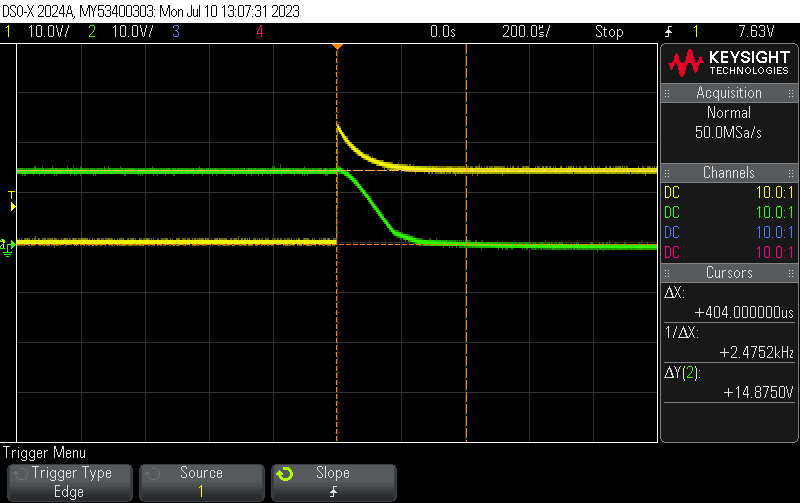 DSO-X 2024A, MY53400303: Mon Jul 10 13:07:31 2023
1 10.0V/ 2 10.0V/ 3 4 0.0s 200.0us/ Stop 1 7.63V
KEYSIGHT
TECHNOLOGIES
Acquisition
Normal
50.0MSa/s
Channels
DC 10.0:1
DC 10.0:1
DC 10.0:1
DC 10.0:1
Cursors
ΔX:
+404.000000us
1/ΔX:
+2.4752kHz
ΔY(2):
+14.8750V
T
2
Trigger Menu
Trigger Type
Edge
Source
1
Slope